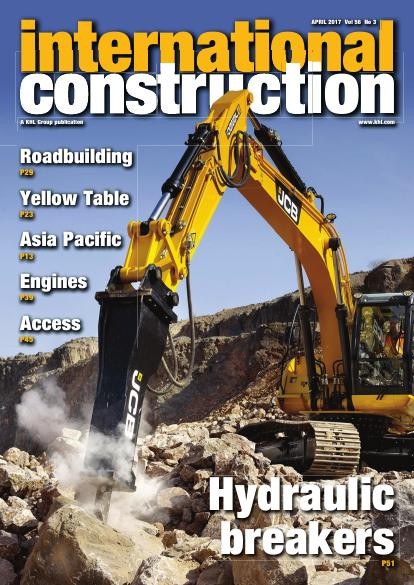 APRIL 2017 Vol 56 No 3
international
construction
A KHL Group publication
www.khl.com
Roadbuilding
P29
Yellow Table
P23
Asia Pacific
P13
Engines
P39
Access
P45
JCB
JCB
Hydraulic
breakers
P51